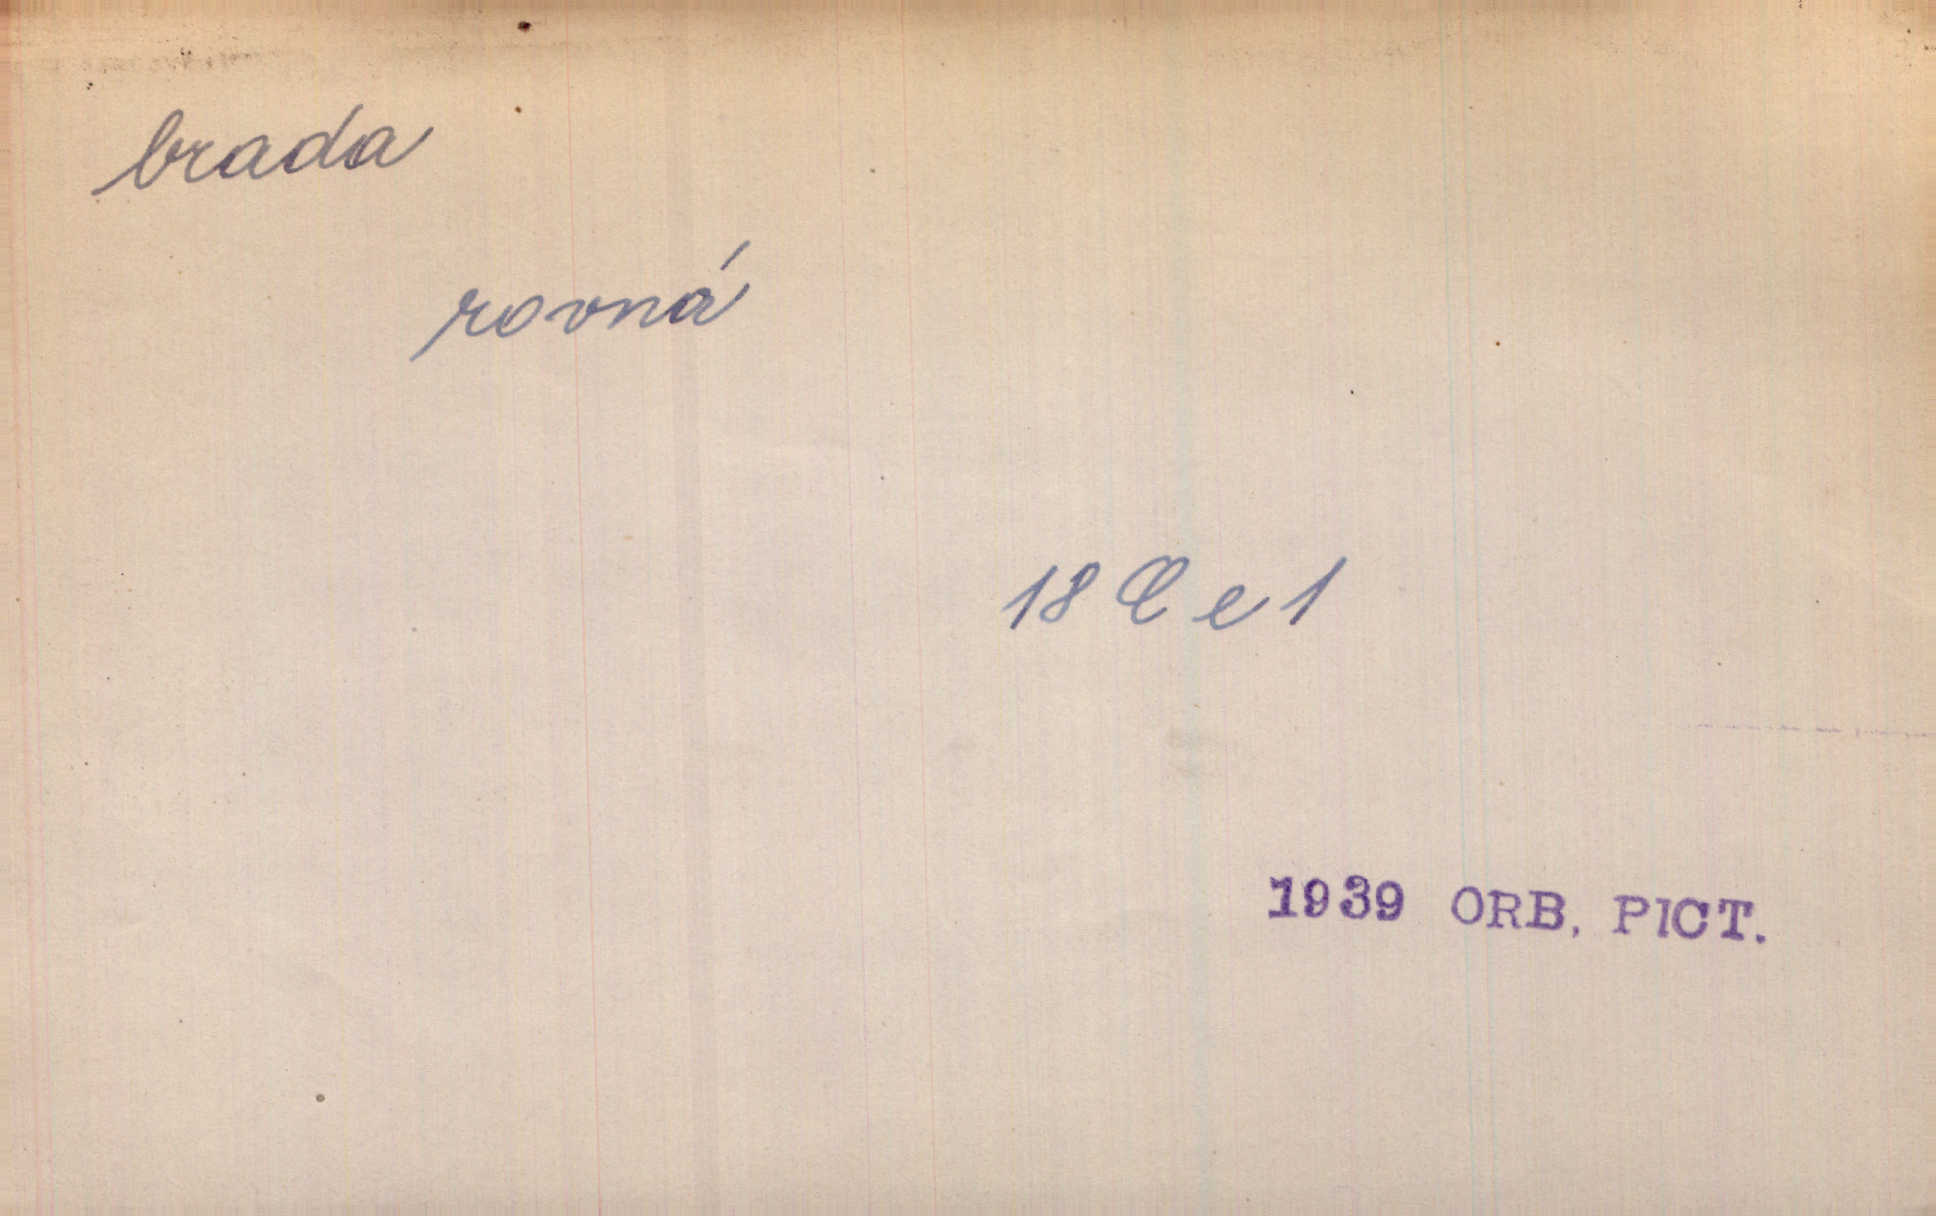 brada
rovná
18 C e 1
1939 ORB. PICT.